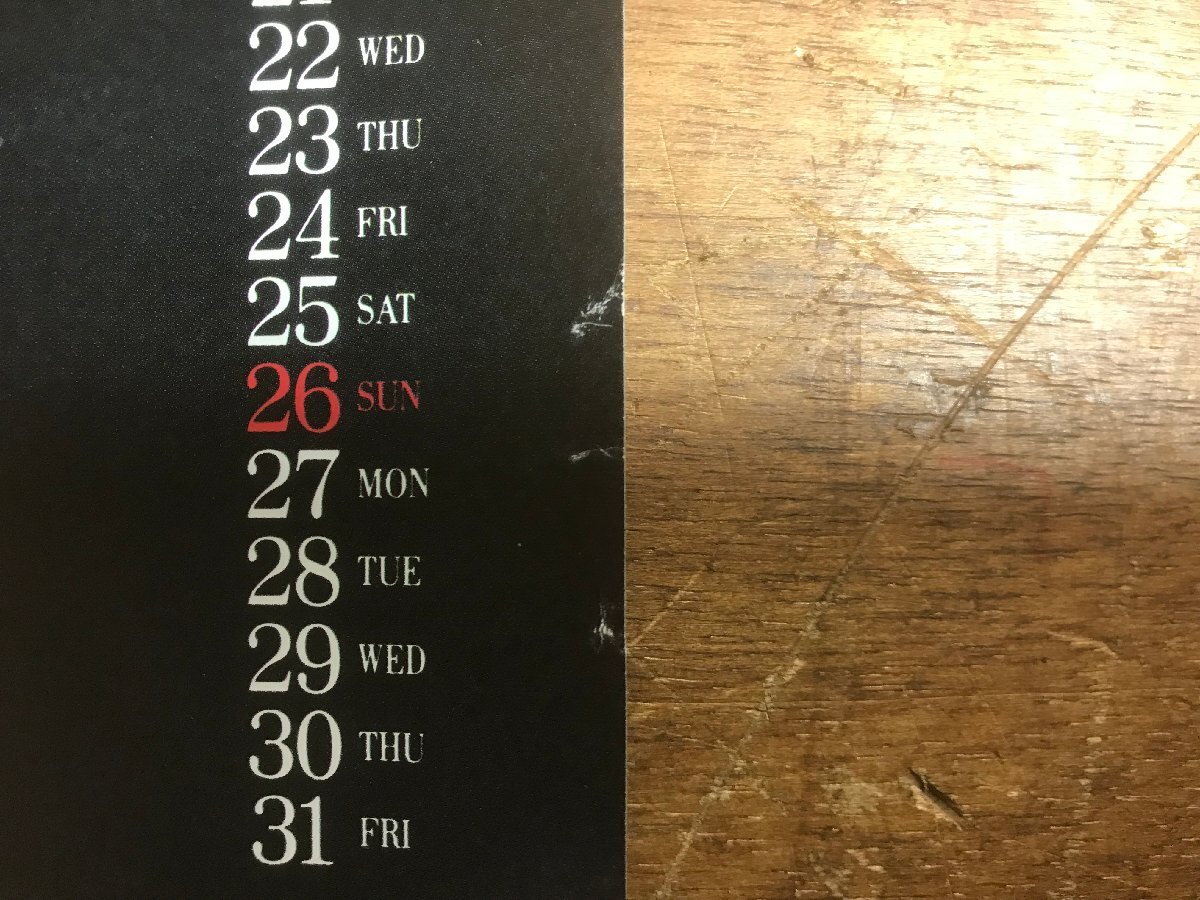 22 WED
23 THU
24 FRI
25 SAT
26 SUN
27 MON
28 TUE
29 WED
30 THU
31 FRI